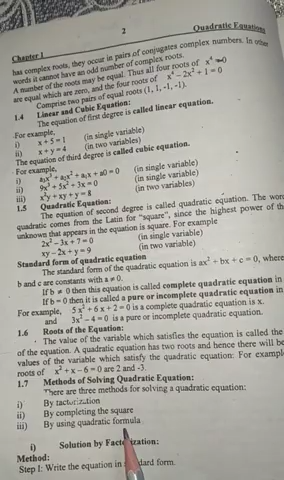 2
Quadratic Equations
Chapter 1
has complex roots, they occur in pairs of conjugates complex numbers. In other
words it cannot have an odd number of complex roots.
A number of the roots may be equal. Thus all four roots of x⁴=0
are equal which are zero, and the four roots of x⁴ − 2x² + 1 = 0
Comprise two pairs of equal roots (1, 1, -1, -1).
1.4 Linear and Cubic Equation:
The equation of first degree is called linear equation.
For example,
i) x + 5 = 1 (in single variable)
ii) x + y = 4 (in two variables)
The equation of third degree is called cubic equation.
For example,
i) a₃x³ + a₂x² + a₁x + a0 = 0 (in single variable)
ii) 9x³ + 5x² + 3x = 0 (in single variable)
iii) x²y + xy + y = 8 (in two variables)
1.5 Quadratic Equation:
The equation of second degree is called quadratic equation. The word
quadratic comes from the Latin for “square”, since the highest power of the
unknown that appears in the equation is square. For example
2x² − 3x + 7 = 0 (in single variable)
xy − 2x + y = 9 (in two variable)
Standard form of quadratic equation
The standard form of the quadratic equation is ax² + bx + c = 0, where
b and c are constants with a ≠ 0.
If b ≠ 0 then this equation is called complete quadratic equation in
If b = 0 then it is called a pure or incomplete quadratic equation in
For example, 5 x² + 6 x + 2 = 0 is a complete quadratic equation is x.
and 3x² − 4 = 0 is a pure or incomplete quadratic equation.
1.6 Roots of the Equation:
The value of the variable which satisfies the equation is called the
of the equation. A quadratic equation has two roots and hence there will be
values of the variable which satisfy the quadratic equation: For example
roots of x² + x − 6 = 0 are 2 and -3.
1.7 Methods of Solving Quadratic Equation:
There are three methods for solving a quadratic equation:
i) By factorization
ii) By completing the square
iii) By using quadratic formula
i) Solution by Factorization:
Method:
Step I: Write the equation in standard form.